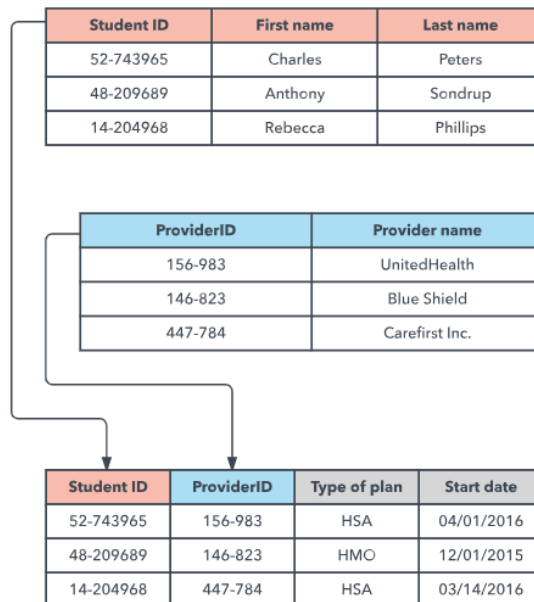 Student ID First name Last name
52-743965 Charles Peters
48-209689 Anthony Sondrup
14-204968 Rebecca Phillips
ProviderID Provider name
156-983 UnitedHealth
146-823 Blue Shield
447-784 Carefirst Inc.
Student ID ProviderID Type of plan Start date
52-743965 156-983 HSA 04/01/2016
48-209689 146-823 HMO 12/01/2015
14-204968 447-784 HSA 03/14/2016